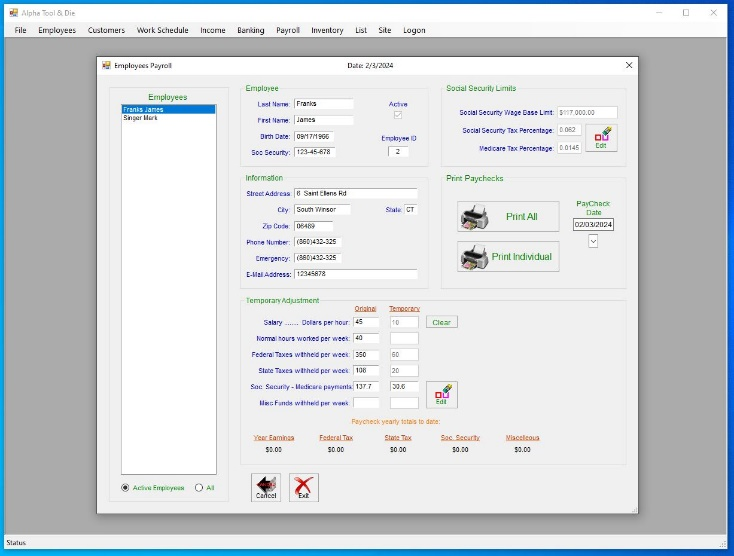 Alpha Tool & Die
File Employees Customers Work Schedule Income Banking Payroll Inventory List Site Logon
Employees Payroll Date: 2/3/2024
Employees
Franks James
Singer Mark
Active Employees All
Employee
Last Name: Franks Active
First Name: James
Birth Date: 09/17/1966 Employee ID
Soc Security: 123-45-678 2
Social Security Limits
Social Security Wage Base Limit: $117,000.00
Social Security Tax Percentage: 0.062
Medicare Tax Percentage: 0.0145
Edit
Information
Street Address: 6 Saint Ellens Rd
City: South Winsor State: CT
Zip Code: 06489
Phone Number: (860)432-325
Emergency: (860)432-325
E-Mail Address: 12345678
Print Paychecks
Print All
Print Individual
PayCheck
Date
02/03/2024
Temporary Adjustment
Original Temporary
Salary ...... Dollars per hour: 45 10 Clear
Normal hours worked per week: 40
Federal Taxes withheld per week: 350 60
State Taxes withheld per week: 108 20
Soc. Security - Medicare payments: 137.7 30.6
Misc Funds withheld per week:
Edit
Paycheck yearly totals to date:
Year Earnines Federal Tax State Tax Soc. Security Miscelleous
$0.00 $0.00 $0.00 $0.00 $0.00
Cancel Exit
Status